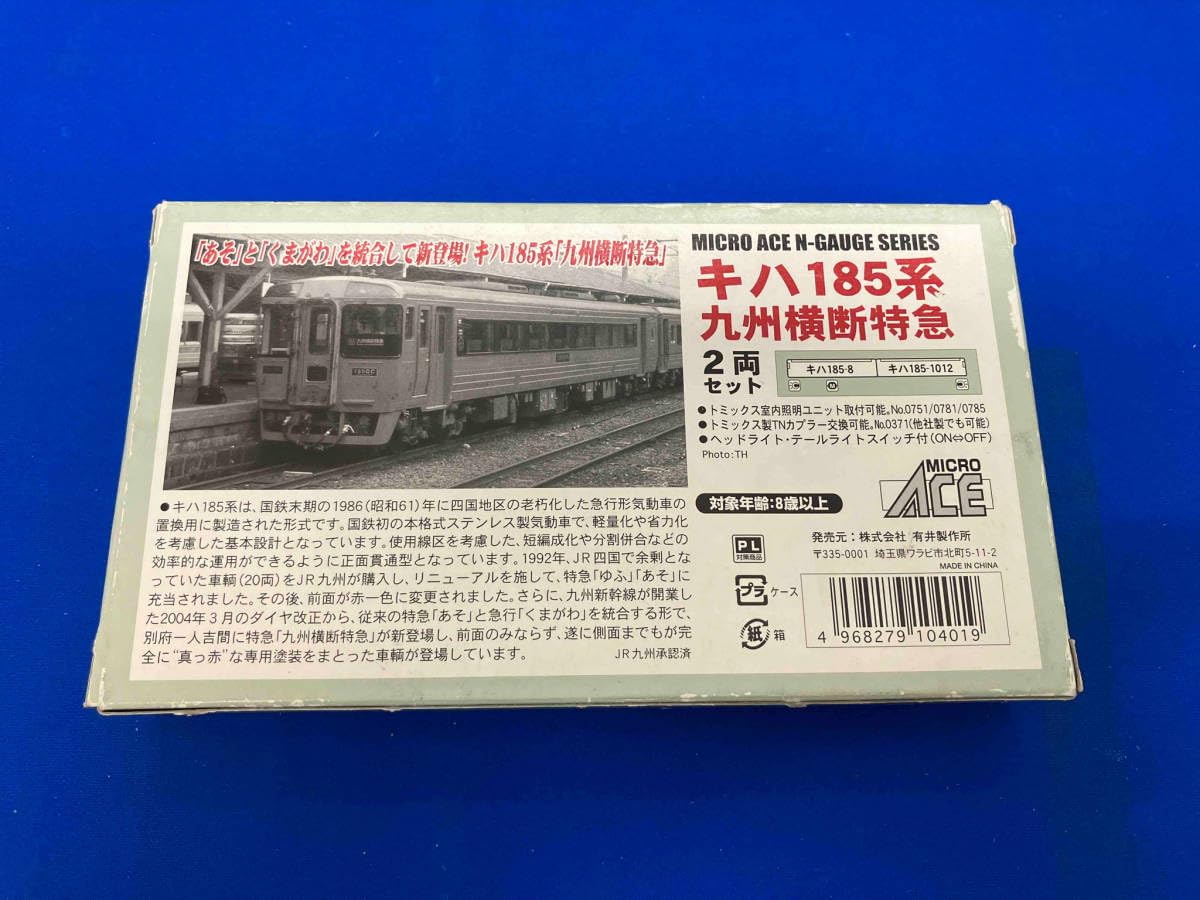 「あそ」と「くまがわ」を統合して新登場! キハ185系「九州横断特急」
MICRO ACE N-GAUGE SERIES
キハ185系
九州横断特急
2両
セット
キハ185-8
キハ185-1012
M
●トミックス室内照明ユニット取付可能。No.0751/0781/0785
●トミックス製TNカプラー交換可能。No.0371(他社製でも可能)
●ヘッドライト・テールライトスイッチ付(ON⇔OFF)
Photo:TH
MICRO
ACE
対象年齢:8歳以上
●キハ185系は、国鉄末期の1986(昭和61)年に四国地区の老朽化した急行形気動車の
置換用に製造された形式です。国鉄初の本格式ステンレス製気動車で、軽量化や省力化
を考慮した基本設計となっています。使用線区を考慮した、短編成化や分割併合などの
効率的な運用ができるように正面貫通型となっています。1992年、JR四国で余剰とな
っていた車輌(20両)をJR九州が購入し、リニューアルを施して、特急「ゆふ」「あそ」に
充当されました。その後、前面が赤一色に変更されました。さらに、九州新幹線が開業し
た2004年3月のダイヤ改正から、従来の特急「あそ」と急行「くまがわ」を統合する形で、
別府ー人吉間に特急「九州横断特急」が新登場し、前面のみならず、遂に側面までもが完
全に“真っ赤”な専用塗装をまとった車輌が登場しています。
JR九州承認済
PL
対策商品
プラ
ケース
紙
箱
発売元:株式会社 有井製作所
〒335-0001 埼玉県ワラビ市北町5-11-2
MADE IN CHINA
4 968279 104019